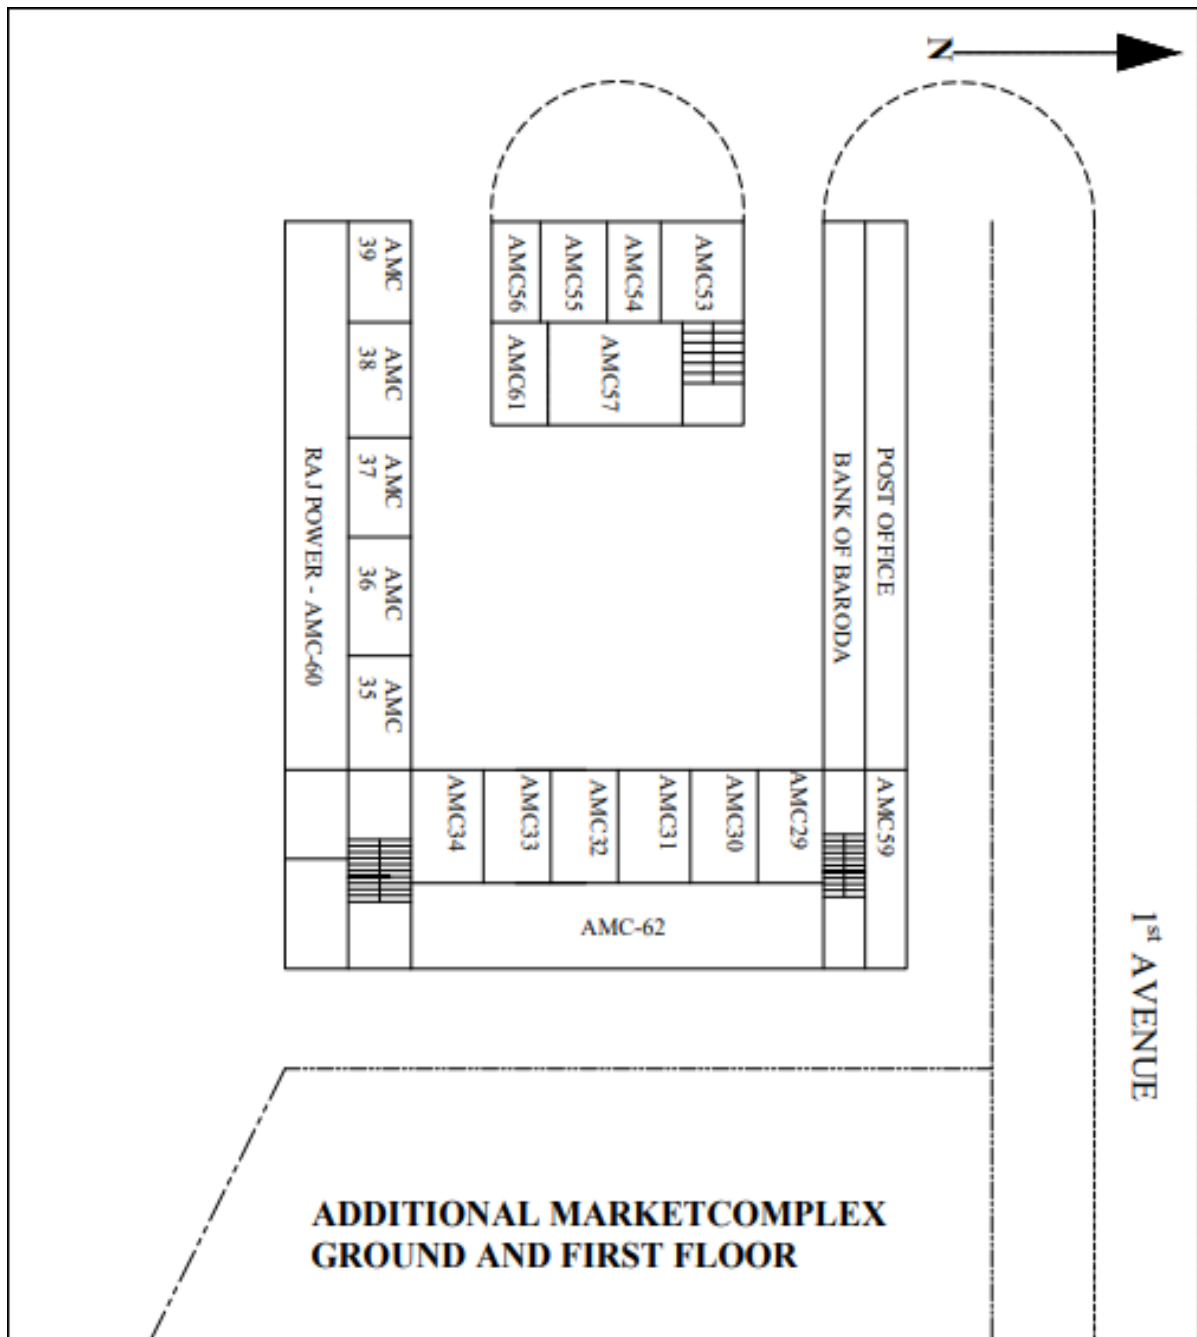 N
AMC56
AMC55
AMC54
AMC53
AMC61
AMC57
AMC
39
AMC
38
AMC
37
AMC
36
AMC
35
RAJ POWER - AMC-60
BANK OF BARODA
POST OFFICE
AMC34
AMC33
AMC32
AMC31
AMC30
AMC29
AMC59
AMC-62
1st AVENUE
ADDITIONAL MARKETCOMPLEX
GROUND AND FIRST FLOOR